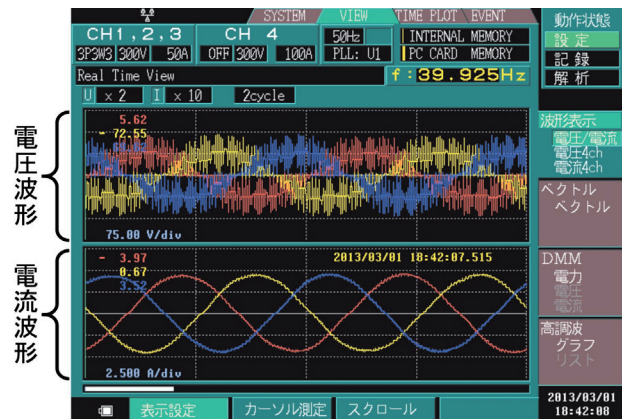 SYSTEM VIEW TIME PLOT EVENT
動作状態
CH1,2,3 CH 4 50Hz INTERNAL MEMORY
設定
3P3W3 300V 50A OFF 300V 100A PLL: U1 PC CARD MEMORY
記録
Real Time View f:39.925Hz
解析
U × 2 I × 10 2cycle
電圧波形
5.62
- 72.55
75.00 V/div
波形表示
電圧/電流
電圧4ch
電流4ch
ベクトル
ベクトル
電流波形
- 3.97 2013/03/01 18:42:07.515
0.67
3.52
2.500 A/div
DMM
電力
電圧
電流
高調波
グラフ
リスト
表示設定 カーソル測定 スクロール
2013/03/01
18:42:08